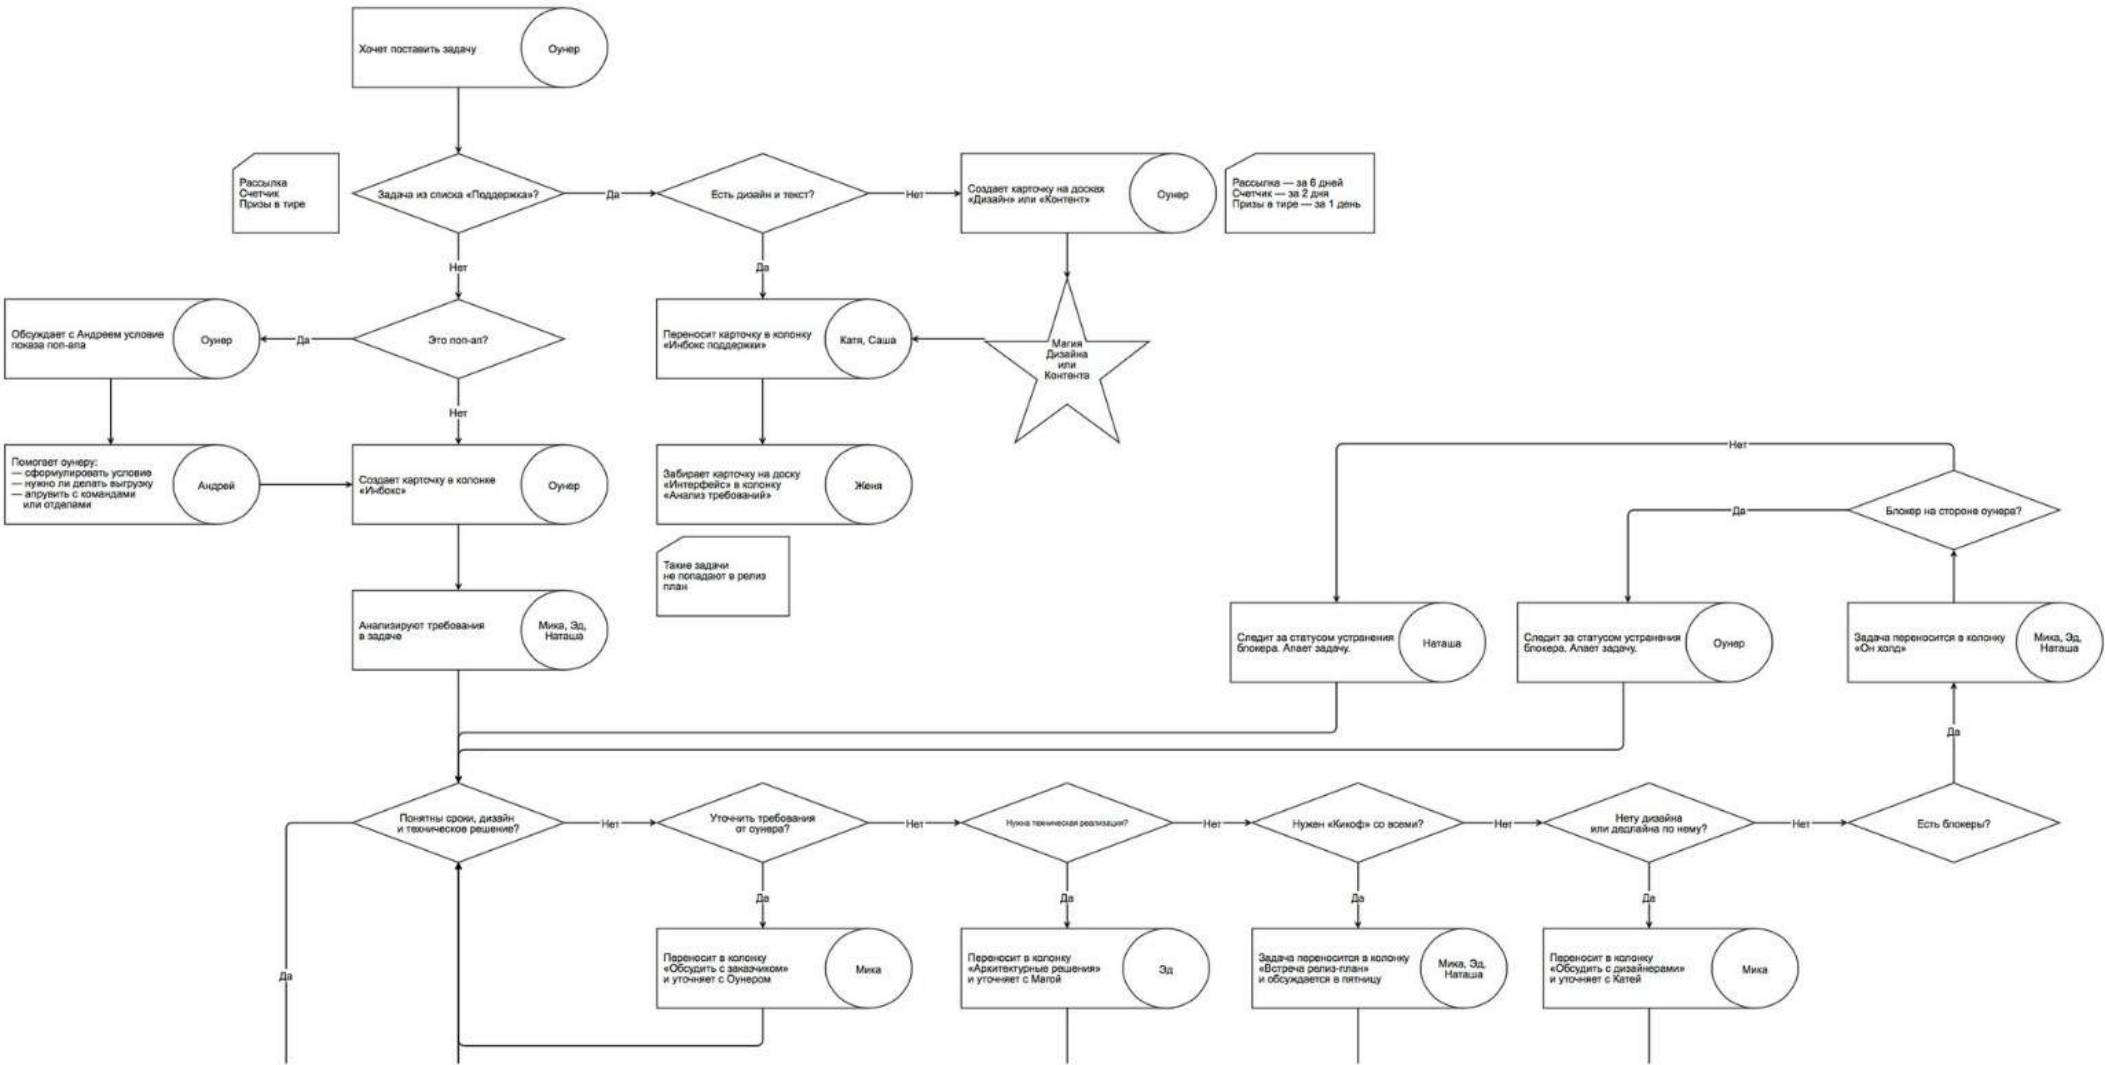 Хочет поставить задачу
Оунер
Рассылка
Счетчик
Призы в тире
Задача из списка «Поддержка»?
Да
Есть дизайн и текст?
Нет
Создает карточку на досках
«Дизайн» или «Контент»
Оунер
Рассылка — за 6 дней
Счетчик — за 2 дня
Призы в тире — за 1 день
Нет
Да
Обсуждает с Андреем условие
показа поп-апа
Оунер
Да
Это поп-ап?
Переносит карточку в колонку
«Инбокс поддержки»
Катя, Саша
Магия
Дизайна
или
Контента
Нет
Помогает оунеру:
— сформулировать условие
— нужно ли делать выгрузку
— апрувить с командами
или отделами
Андрей
Создает карточку в колонке
«Инбокс»
Оунер
Забирает карточку на доску
«Интерфейс» в колонку
«Анализ требований»
Женя
Нет
Да
Блокер на стороне оунера?
Такие задачи
не попадают в релиз
план
Анализируют требования
в задаче
Мика, Эд,
Наташа
Следит за статусом устранения
блокера. Апает задачу.
Наташа
Следит за статусом устранения
блокера. Апает задачу.
Оунер
Задача переносится в колонку
«Он холд»
Мика, Эд,
Наташа
Да
Понятны сроки, дизайн
и техническое решение?
Нет
Уточнить требования
от оунера?
Нет
Нужна техническая реализация?
Нет
Нужен «Кикоф» со всеми?
Нет
Нету дизайна
или дедлайна по нему?
Нет
Есть блокеры?
Да
Да
Да
Да
Да
Переносит в колонку
«Обсудить с заказчиком»
и уточняет с Оунером
Мика
Переносит в колонку
«Архитектурные решения»
и уточняет с Магой
Эд
Задача переносится в колонку
«Встреча релиз-план»
и обсуждается в пятницу
Мика, Эд,
Наташа
Переносит в колонку
«Обсудить с дизайнерами»
и уточняет с Катей
Мика